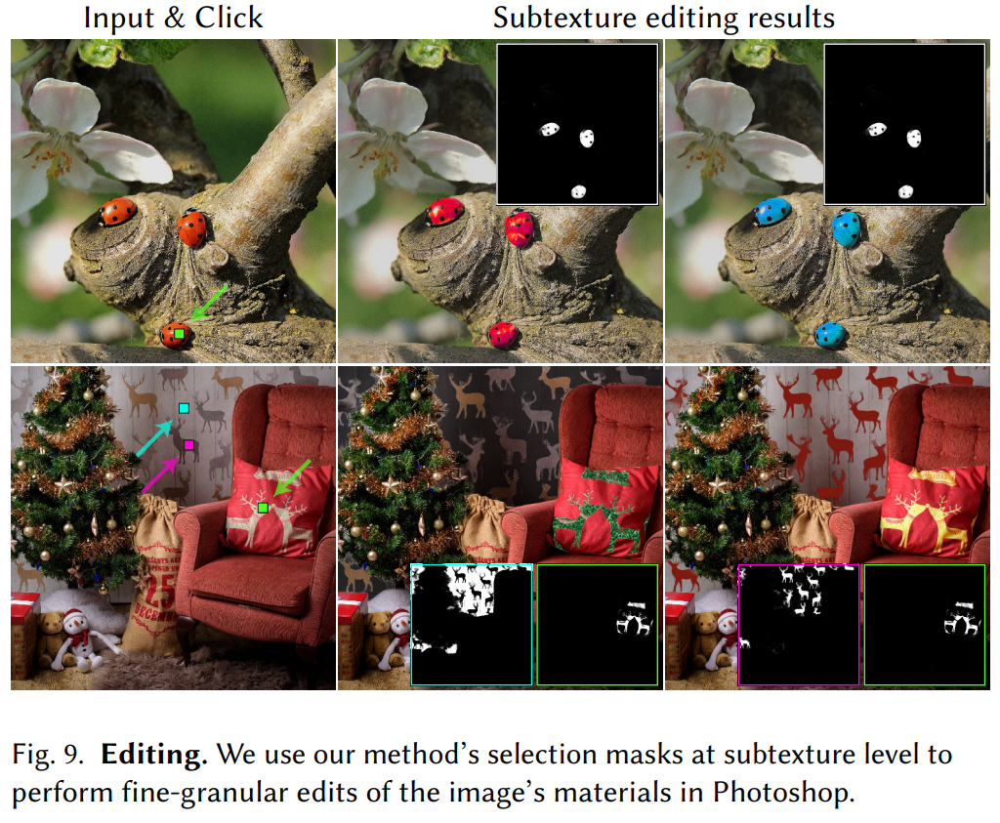 Input & Click
Subtexture editing results
25
DECEMBER
Fig. 9. Editing. We use our method's selection masks at subtexture level to
perform fine-granular edits of the image's materials in Photoshop.